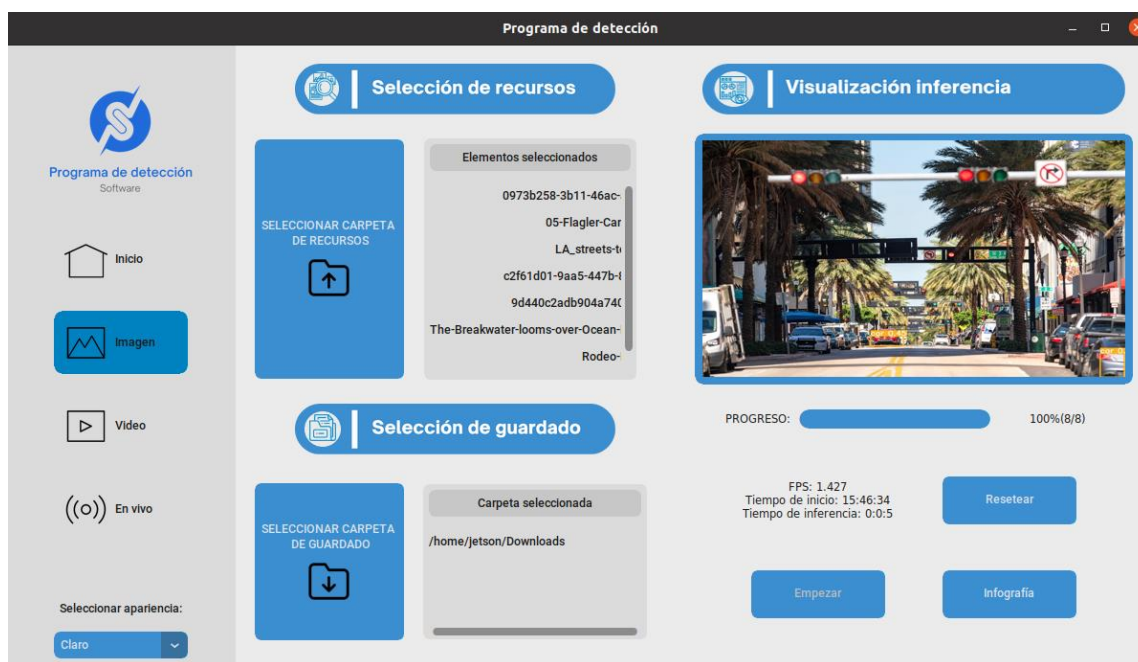 Programa de detección
Programa de detección
Software
Inicio
Imagen
Video
En vivo
Seleccionar apariencia:
Claro
Selección de recursos
SELECCIONAR CARPETA
DE RECURSOS
Elementos seleccionados
0973b258-3b11-46ac-
05-Flagler-Car
LA_streets-t
c2f61d01-9aa5-447b-
9d440c2adb904a74
The-Breakwater-looms-over-Ocean-
Rodeo-
Selección de guardado
SELECCIONAR CARPETA
DE GUARDADO
Carpeta seleccionada
/home/jetson/Downloads
Visualización inferencia
PROGRESO:
100%(8/8)
FPS: 1.427
Tiempo de inicio: 15:46:34
Tiempo de inferencia: 0:0:5
Resetear
Empezar
Infografía